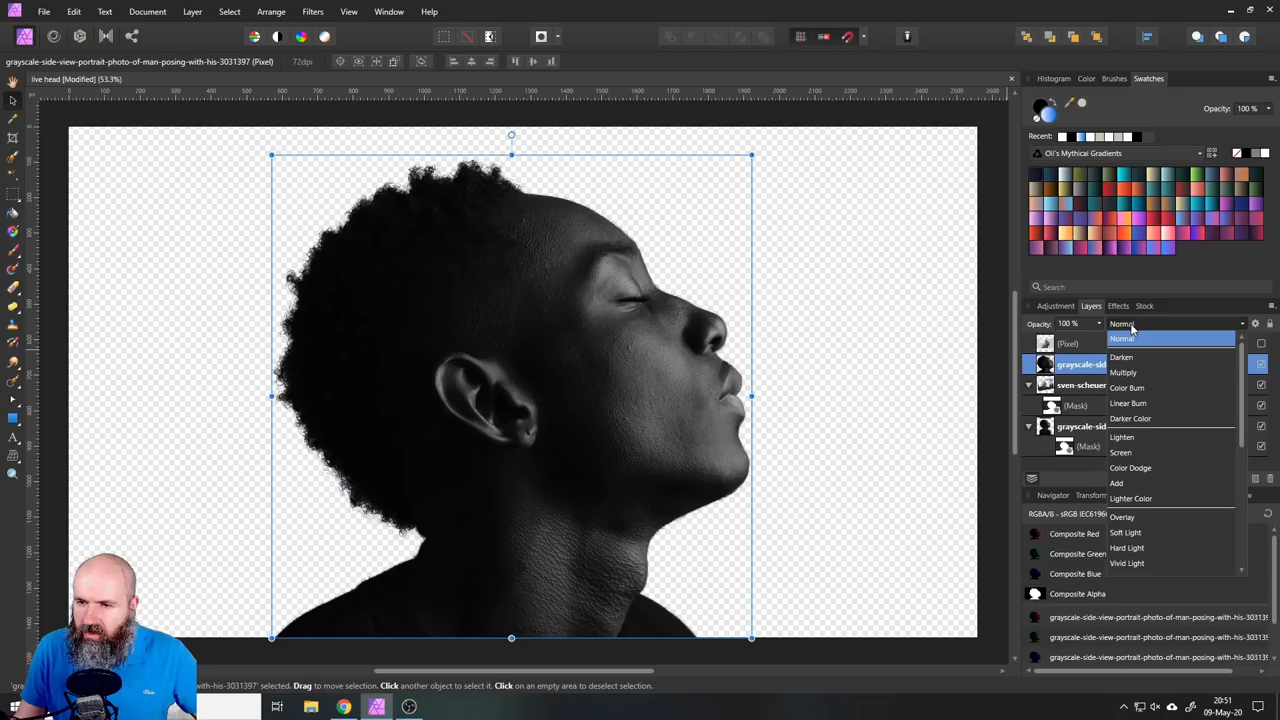 File Edit Text Document Layer Select Arrange Filters View Window Help
grayscale-side-view-portrait-photo-of-man-posing-with-his-3031397 (Pixel) 72dpi
live head [Modified] (53.3%)
Histogram Color Brushes Swatches
Opacity: 100 %
Recent:
Oli's Mythical Gradients
Search
Adjustment Layers Effects Stock
Opacity: 100 % Normal
(Pixel)
Normal
grayscale-sid
Darken
Multiply
sven-scheuer
Color Burn
(Mask)
Linear Burn
Darker Color
grayscale-sid
Lighten
(Mask)
Screen
Color Dodge
Add
Navigator Transform
Lighter Color
RGBA/8 - sRGB IEC6196
Overlay
Composite Red
Soft Light
Composite Green
Hard Light
Composite Blue
Vivid Light
Composite Alpha
grayscale-side-view-portrait-photo-of-man-posing-with-his-30313
grayscale-side-view-portrait-photo-of-man-posing-with-his-30313
grayscale-side-view-portrait-photo-of-man-posing-with-his-30313
-with-his-3031397' selected. Drag to move selection. Click another object to select it. Click on an empty area to deselect selection.
20:51
09-May-20